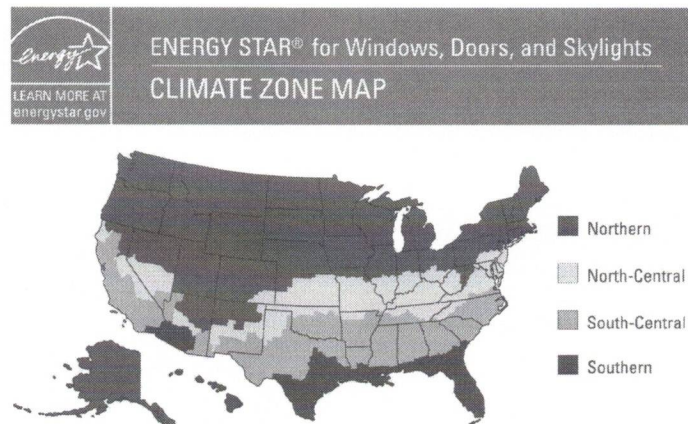 energy
LEARN MORE AT
energystar.gov
ENERGY STAR® for Windows, Doors, and Skylights
CLIMATE ZONE MAP
Northern
North-Central
South-Central
Southern